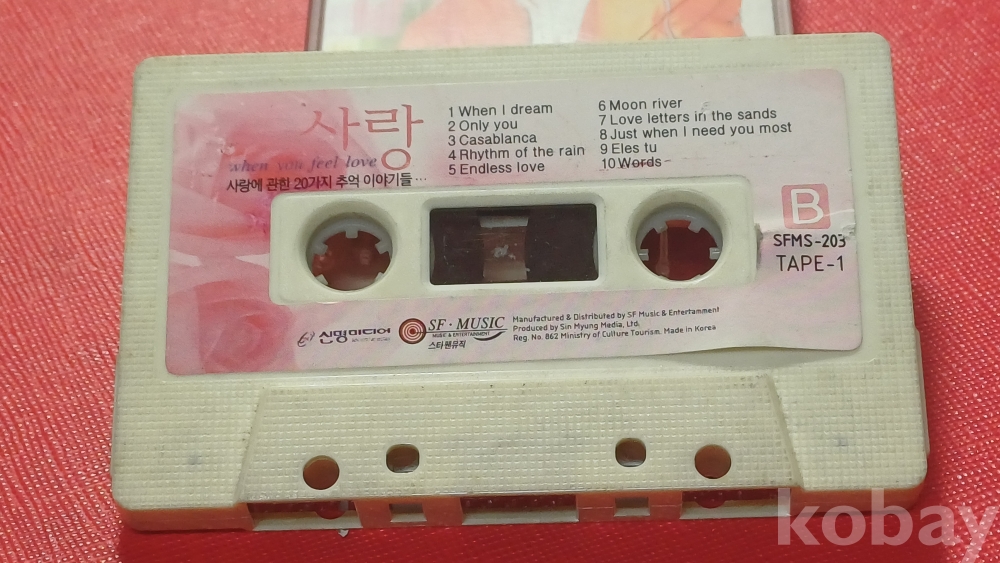 사랑
when you feel love
사랑에 관한 20가지 추억 이야기들...
1 When I dream
2 Only you
3 Casablanca
4 Rhythm of the rain
5 Endless love
6 Moon river
7 Love letters in the sands
8 Just when I need you most
9 Eles tu
10 Words
B
SFMS-203
TAPE-1
신명미디어
SF·MUSIC
MUSIC & ENTERTAINMENT
스타팬뮤직
Manufactured & Distributed by SF Music & Entertamment
Produced by Sin Myung Media, Ltd.
Reg. No. 862 Ministry of Culture Tourism. Made in Korea
kobay